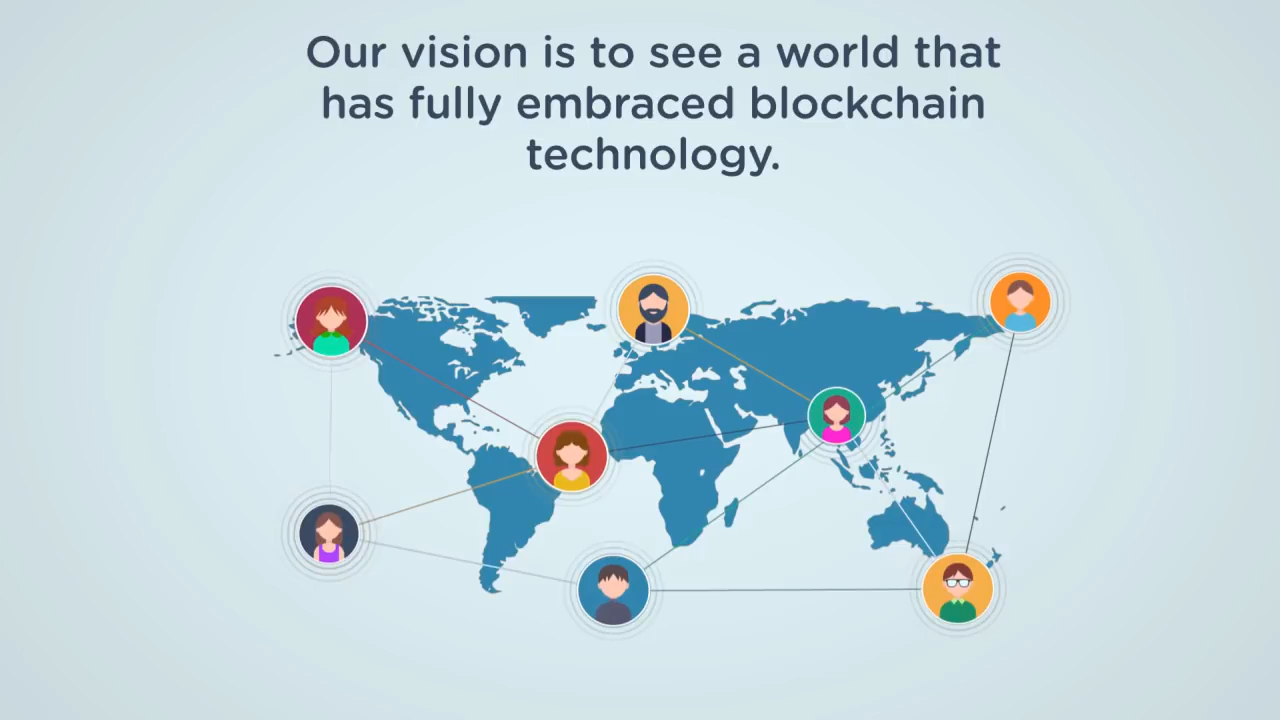 Our vision is to see a world that
has fully embraced blockchain
technology.